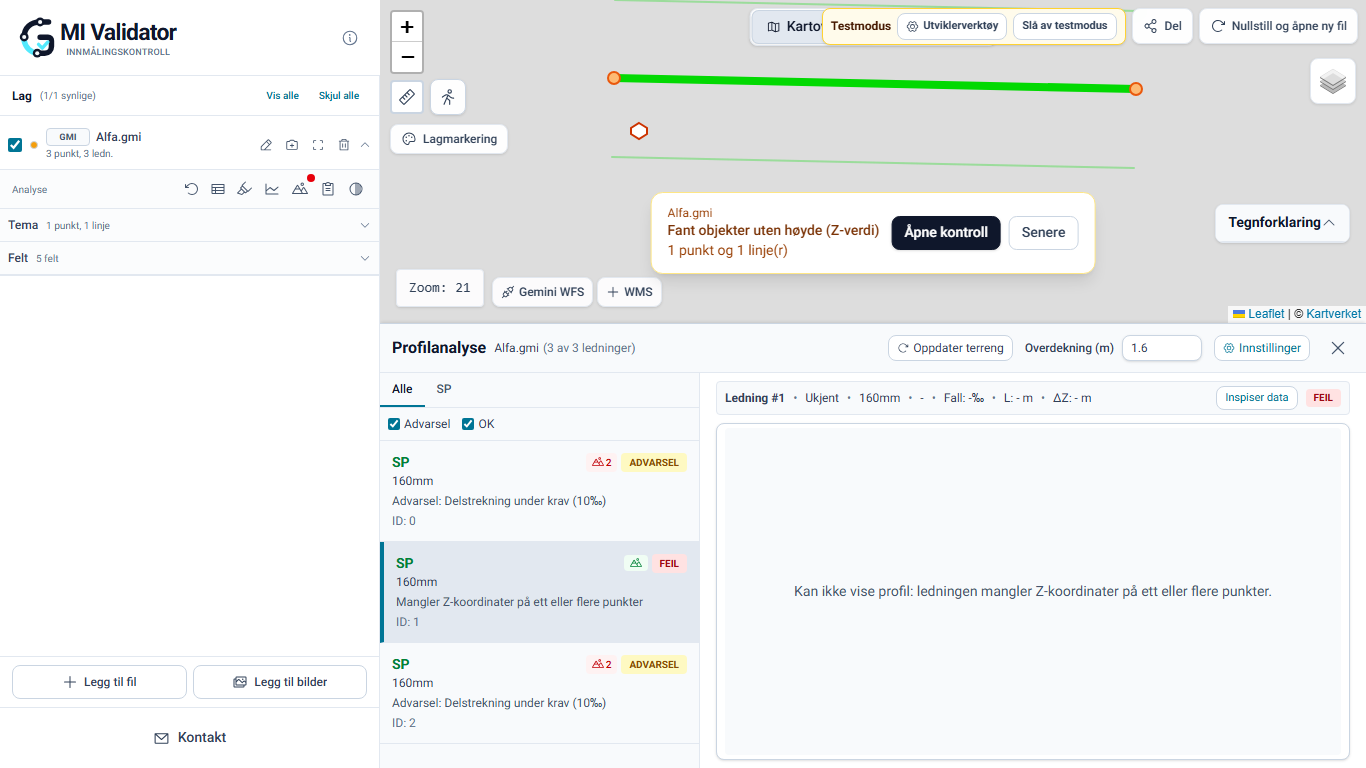 MI Validator
INNMÅLINGSKONTROLL
Lag (1/1 synlige) Vis alle Skjul alle
GMI Alfa.gmi
3 punkt, 3 ledn.
Analyse
Tema 1 punkt, 1 linje
Felt 5 felt
Legg til fil Legg til bilder
Kontakt
+
−
Testmodus Utviklerverktøy Slå av testmodus Del Nullstill og åpne ny fil
Lagmarkering
Alfa.gmi
Fant objekter uten høyde (Z-verdi)
1 punkt og 1 linje(r)
Åpne kontroll Senere
Tegnforklaring
Zoom: 21 Gemini WFS WMS
Leaflet | © Kartverket
Profilanalyse Alfa.gmi (3 av 3 ledninger) Oppdater terreng Overdekning (m) 1.6 Innstillinger
Alle SP
Advarsel OK
SP 2 ADVARSEL
160mm
Advarsel: Delstrekning under krav (10‰)
ID: 0
SP FEIL
160mm
Mangler Z-koordinater på ett eller flere punkter
ID: 1
SP 2 ADVARSEL
160mm
Advarsel: Delstrekning under krav (10‰)
ID: 2
Ledning #1 • Ukjent • 160mm • - • Fall: -‰ • L: - m • ΔZ: - m Inspiser data FEIL
Kan ikke vise profil: ledningen mangler Z-koordinater på ett eller flere punkter.